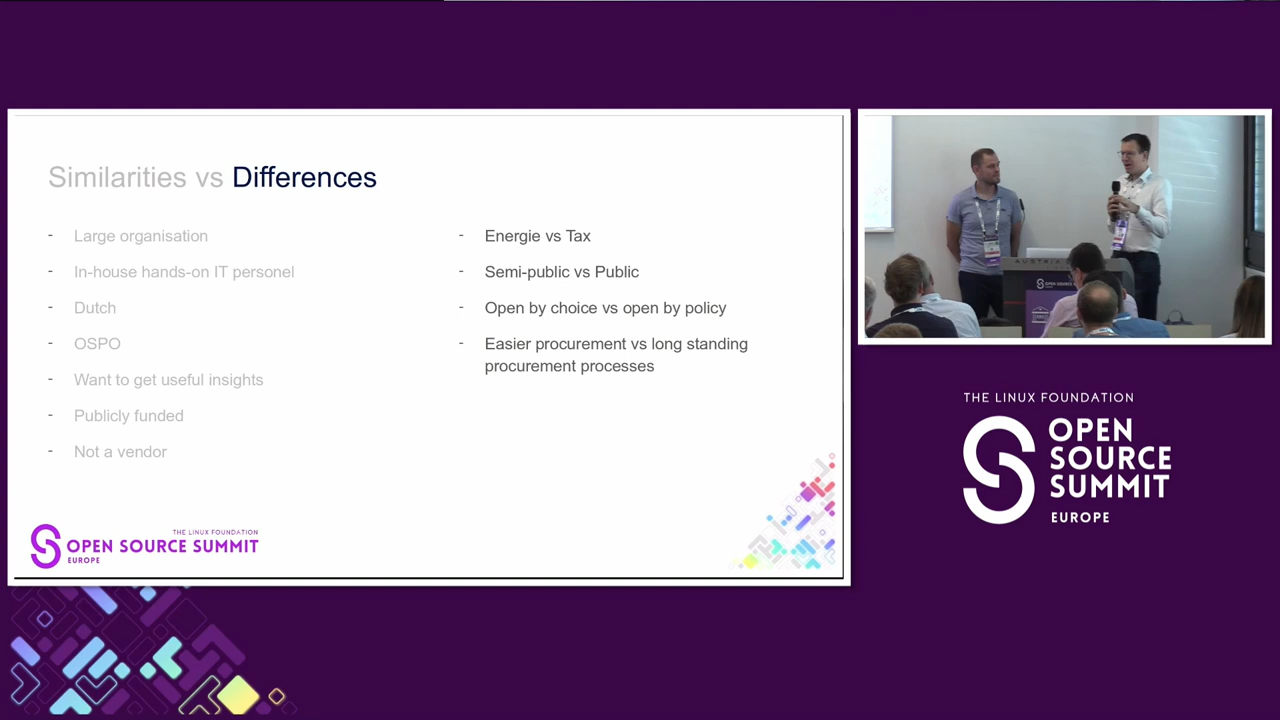 Similarities vs Differences
- Large organisation
- In-house hands-on IT personel
- Dutch
- OSPO
- Want to get useful insights
- Publicly funded
- Not a vendor
- Energie vs Tax
- Semi-public vs Public
- Open by choice vs open by policy
- Easier procurement vs long standing
procurement processes
THE LINUX FOUNDATION
OPEN SOURCE SUMMIT
EUROPE
OPEN SOURCE SUMMIT
THE LINUX FOUNDATION
OPEN
SOURCE
SUMMIT
EUROPE